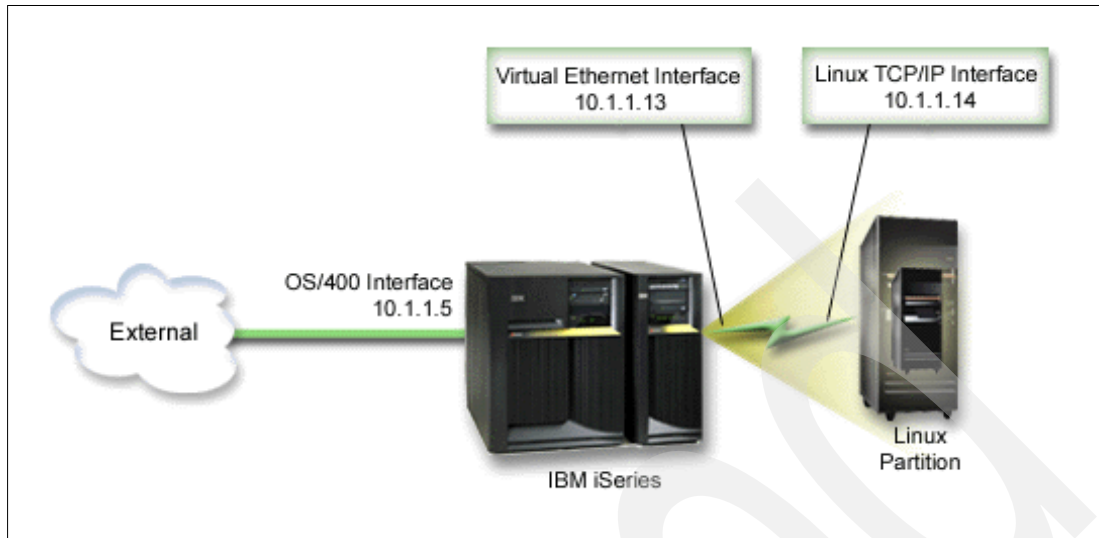 Virtual Ethernet Interface
10.1.1.13
Linux TCP/IP Interface
10.1.1.14
OS/400 Interface
10.1.1.5
External
IBM iSeries
Linux
Partition